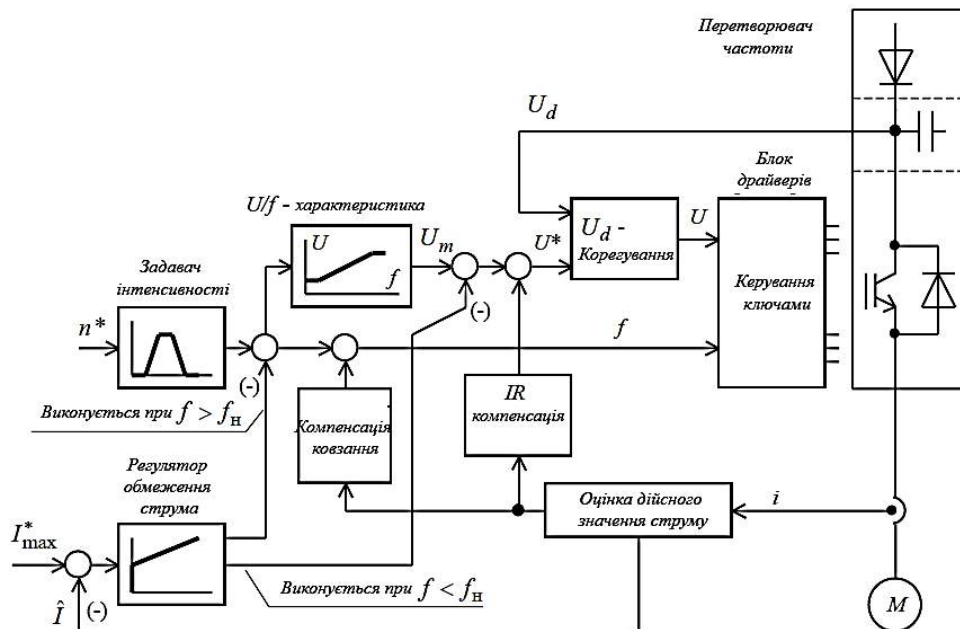 Перетворювач
частоти
U_d
Блок
драйверів
U/f - характеристика
U
f
U_m
U*
U_d -
Корегування
U
Задавач
інтенсивності
(-)
Керування
ключами
n*
f
(-)
Виконується при f > f_н
Компенсація
ковзання
IR
компенсація
Регулятор
обмеження
струма
Оцінка дійсного
значення струму
i
I*_max
Виконується при f < f_н
Î
(-)
M